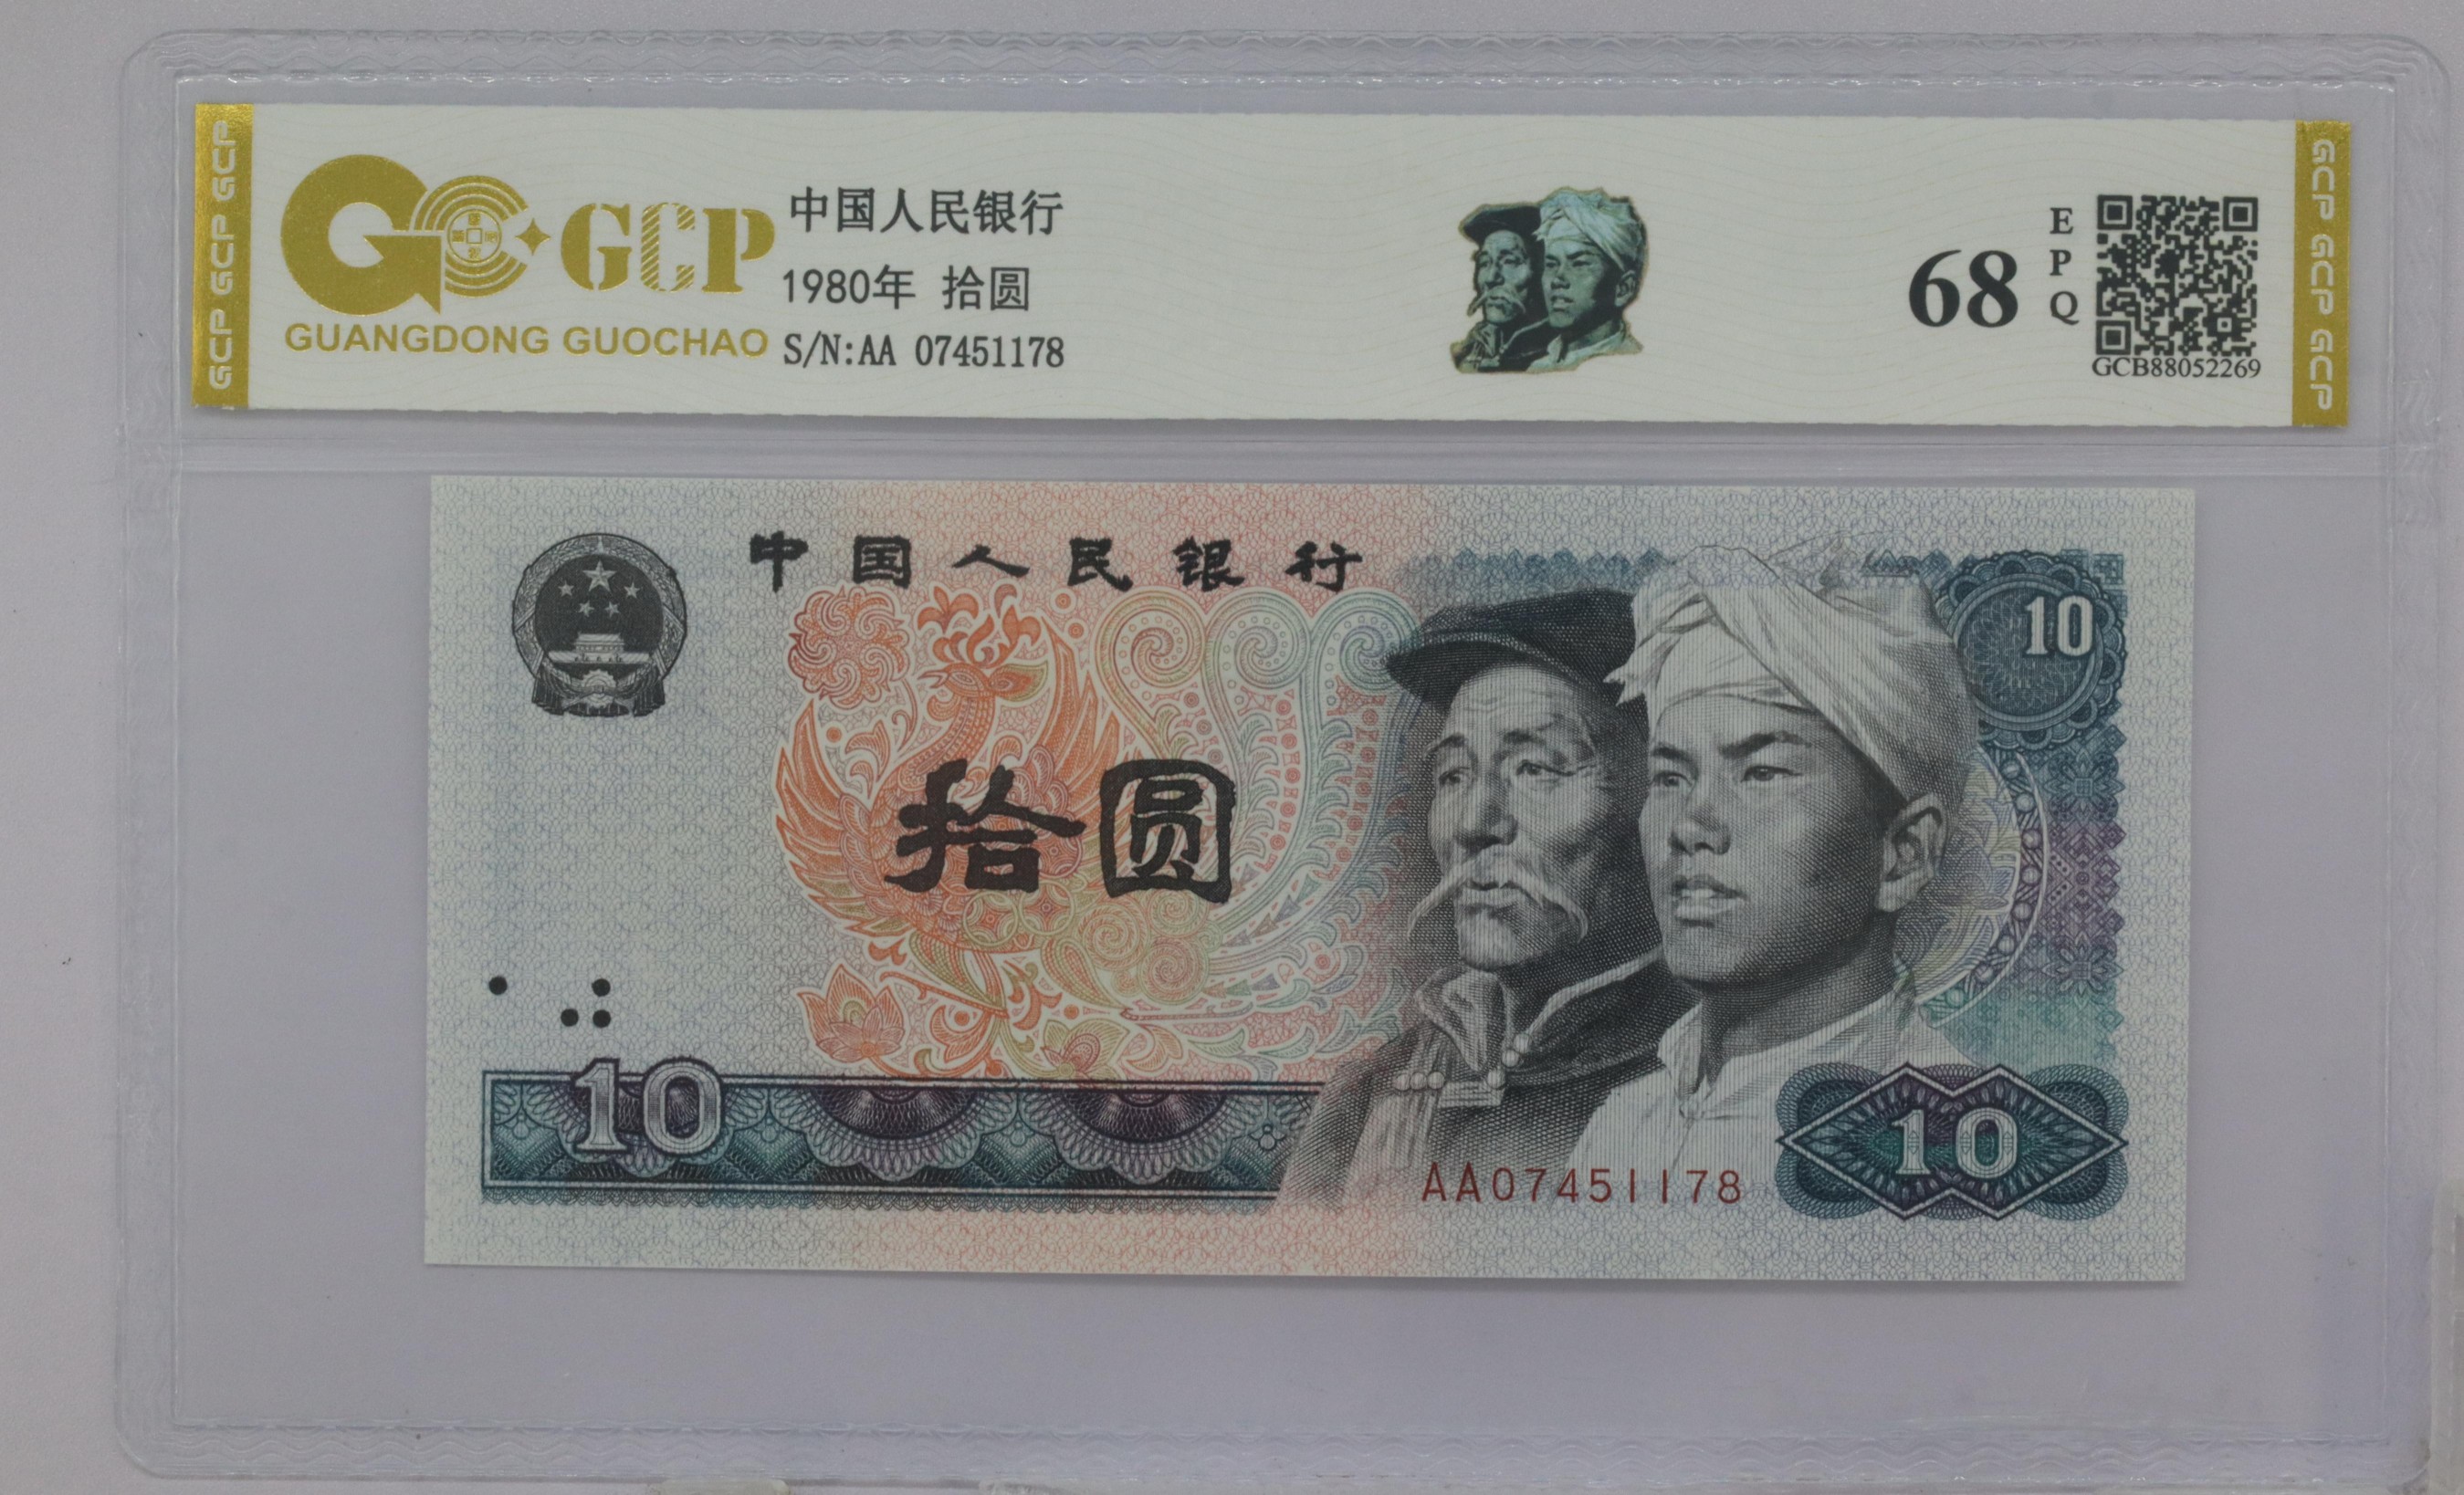 GCP GCP GCP
GCP
GUANGDONG GUOCHAO
中国人民银行
1980年 拾圆
S/N:AA 07451178
68
EPQ
GCB88052269
GCP GCP GCP
中国人民银行
10
拾圆
10
AA07451178
10